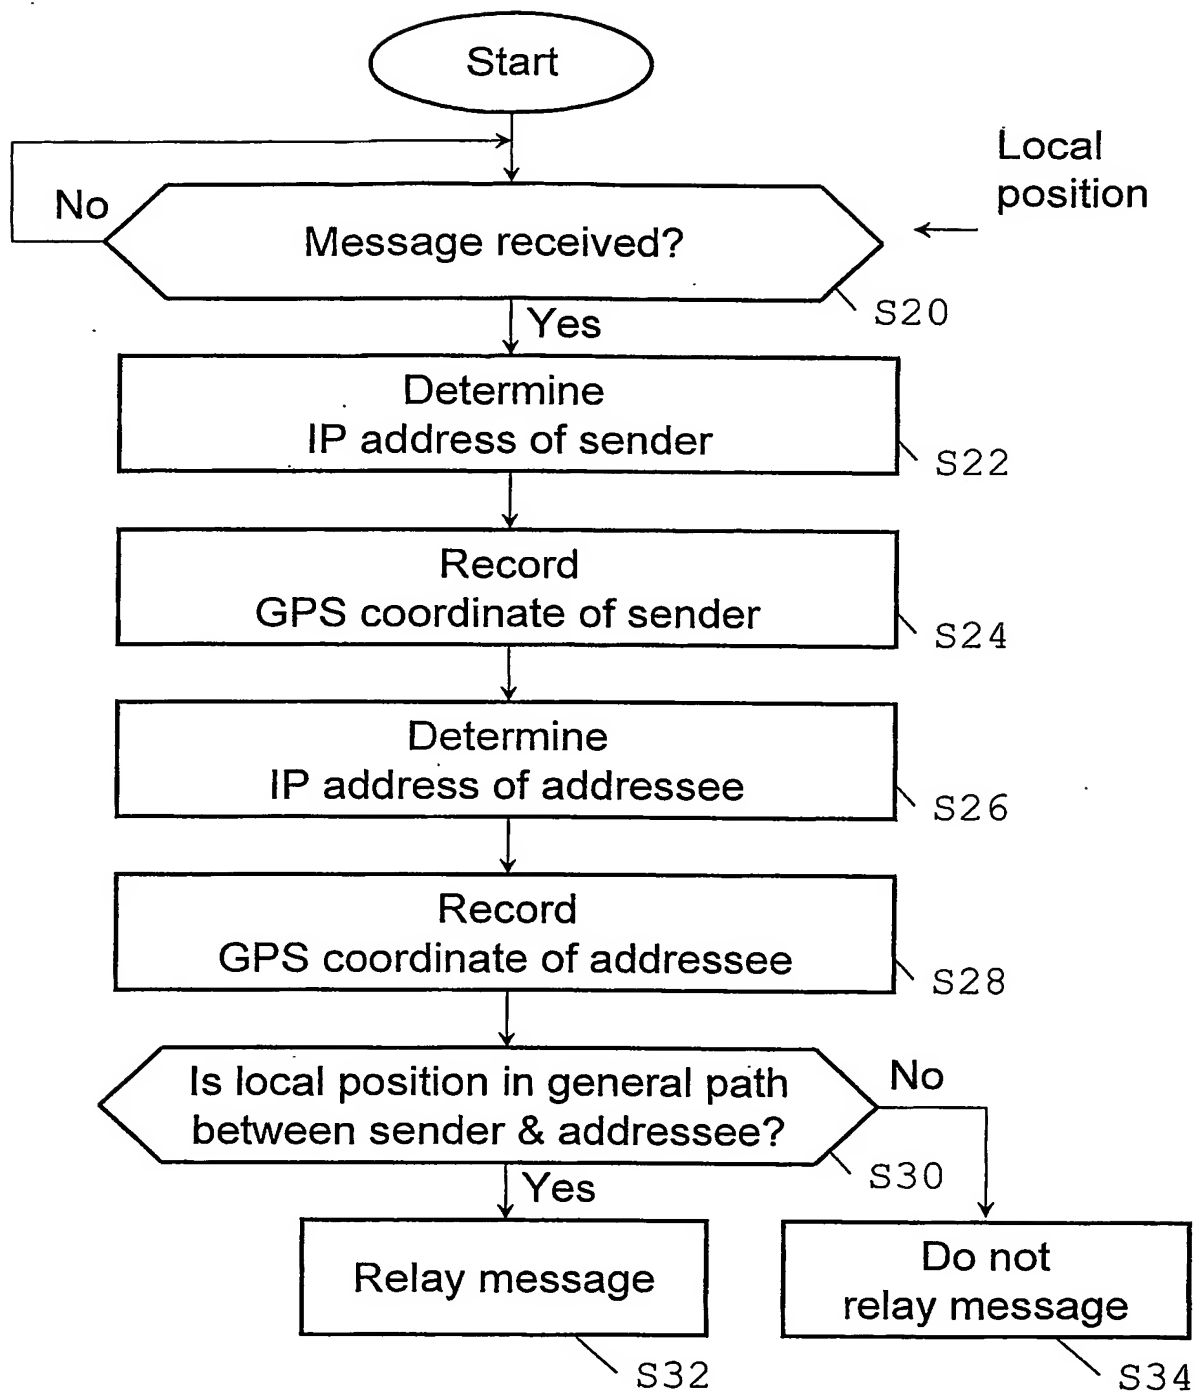 Start
Local
position
No
Message received?
S20
Yes
Determine
IP address of sender
S22
Record
GPS coordinate of sender
S24
Determine
IP address of addressee
S26
Record
GPS coordinate of addressee
S28
Is local position in general path
between sender & addressee?
No
S30
Yes
Relay message
S32
Do not
relay message
S34